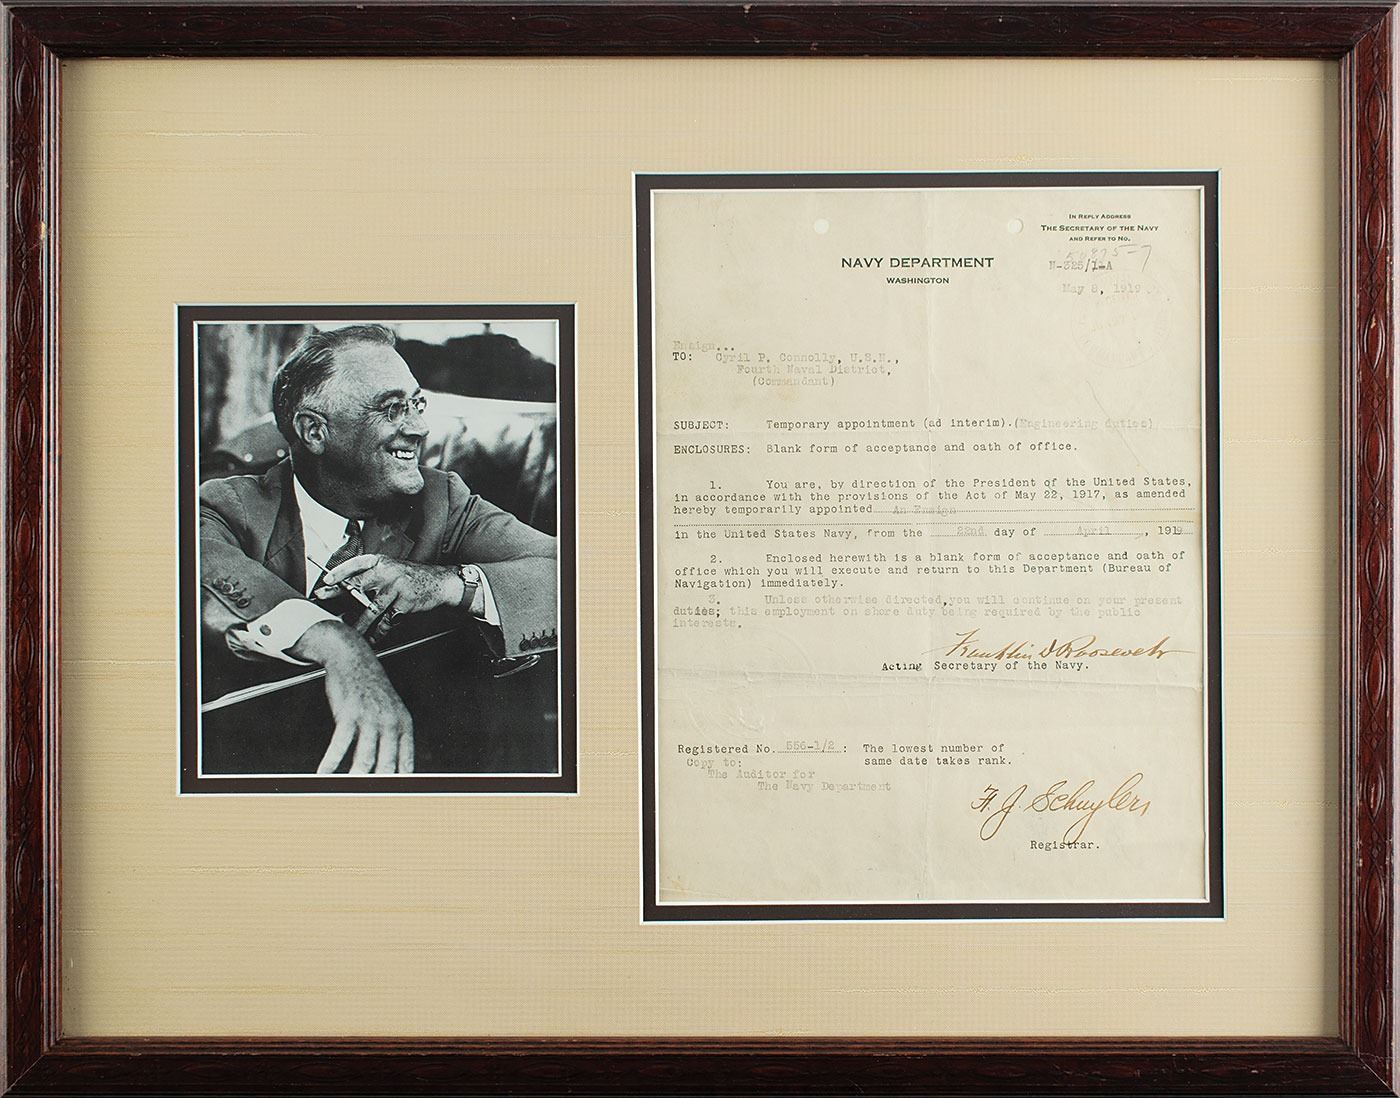 IN REPLY ADDRESS
THE SECRETARY OF THE NAVY
AND REFER TO NO.
N-325/1-A
May 8, 1919
NAVY DEPARTMENT
WASHINGTON
Ensign...
TO: Cyril P. Connolly, U.S.N.,
Fourth Naval District,
(Commandant)
SUBJECT: Temporary appointment (ad interim).(Engineering duties)
ENCLOSURES: Blank form of acceptance and oath of office.
1. You are, by direction of the President of the United States,
in accordance with the provisions of the Act of May 22, 1917, as amended
hereby temporarily appointed An Ensign
in the United States Navy, from the 22nd day of April, 1919
2. Enclosed herewith is a blank form of acceptance and oath of
office which you will execute and return to this Department (Bureau of
Navigation) immediately.
3. Unless otherwise directed,you will continue on your present
duties; this employment on shore duty being required by the public
interests.
Franklin D Roosevelt
Acting Secretary of the Navy.
Registered No. 556-1/2 : The lowest number of
Copy to: same date takes rank.
The Auditor for
The Navy Department
Registrar.